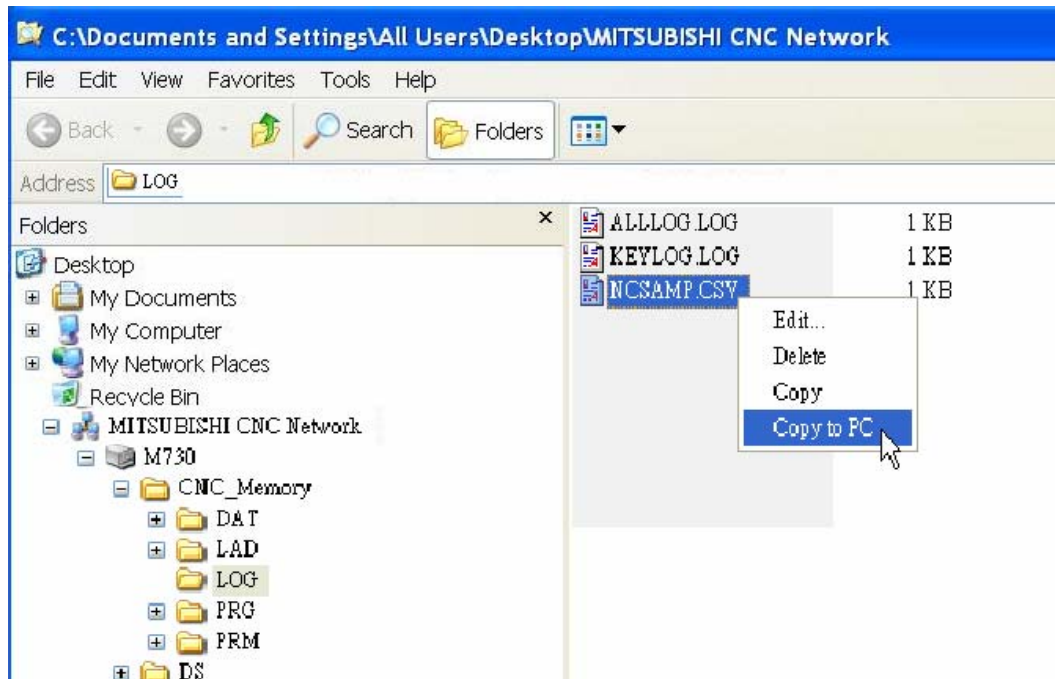 C:\Documents and Settings\All Users\Desktop\MITSUBISHI CNC Network
File Edit View Favorites Tools Help
Back Search Folders
Address LOG
Folders ×
Desktop
My Documents
My Computer
My Network Places
Recycle Bin
MITSUBISHI CNC Network
M730
CNC_Memory
DAT
LAD
LOG
PRG
PRM
DS
ALLLOG.LOG 1 KB
KEYLOG.LOG 1 KB
NCSAMP.CSV 1 KB
Edit...
Delete
Copy
Copy to PC